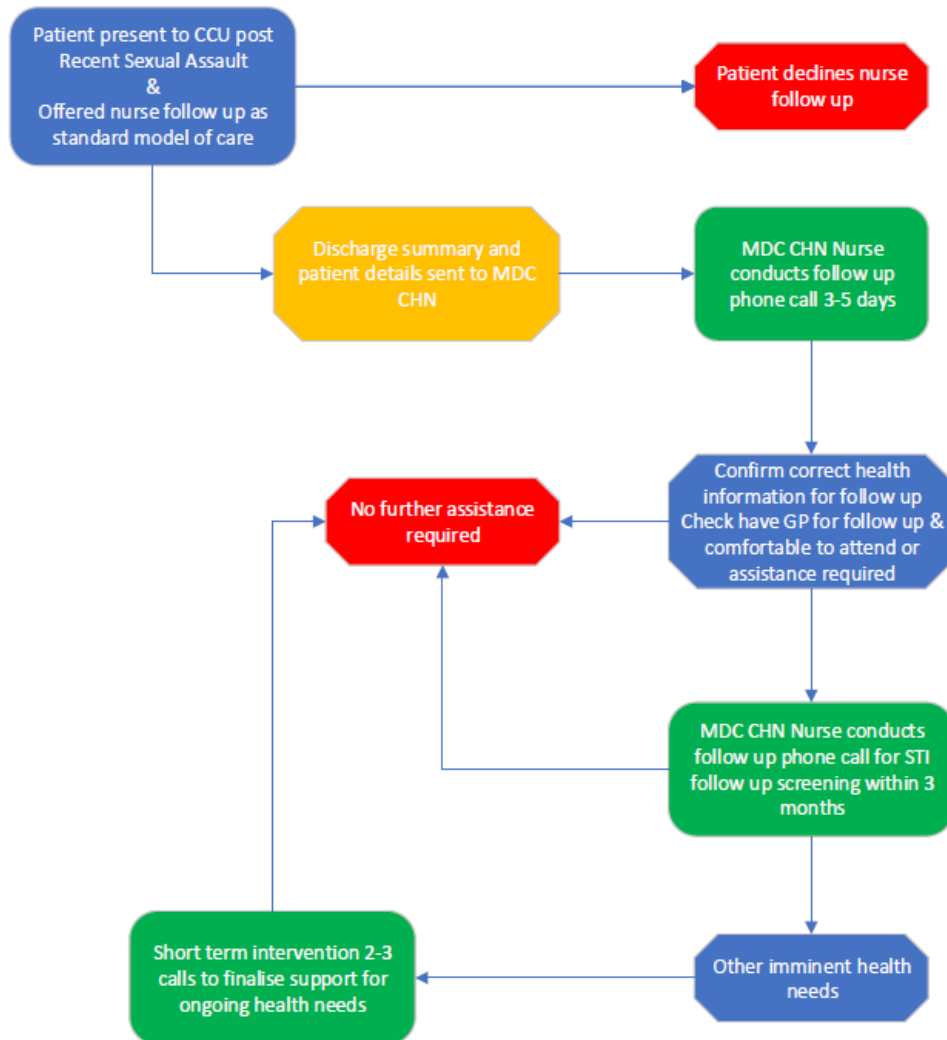 Patient present to CCU post
Recent Sexual Assault
&
Offered nurse follow up as
standard model of care
Patient declines nurse
follow up
Discharge summary and
patient details sent to MDC
CHN
MDC CHN Nurse
conducts follow up
phone call 3-5 days
Confirm correct health
information for follow up
Check have GP for follow up &
comfortable to attend or
assistance required
No further assistance
required
MDC CHN Nurse conducts
follow up phone call for STI
follow up screening within 3
months
Other imminent health
needs
Short term intervention 2-3
calls to finalise support for
ongoing health needs